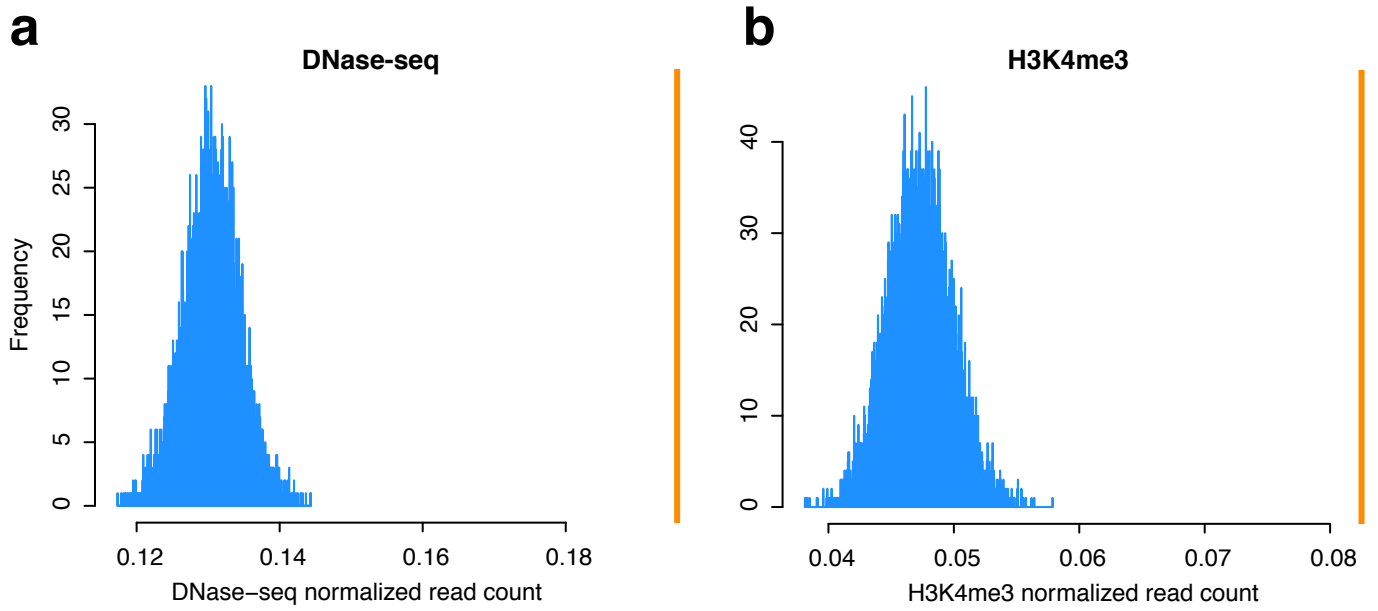 a
DNase-seq
Frequency
30
25
20
15
10
5
0
0.12 0.14 0.16 0.18
DNase−seq normalized read count
b
H3K4me3
40
30
20
10
0
0.04 0.05 0.06 0.07 0.08
H3K4me3 normalized read count